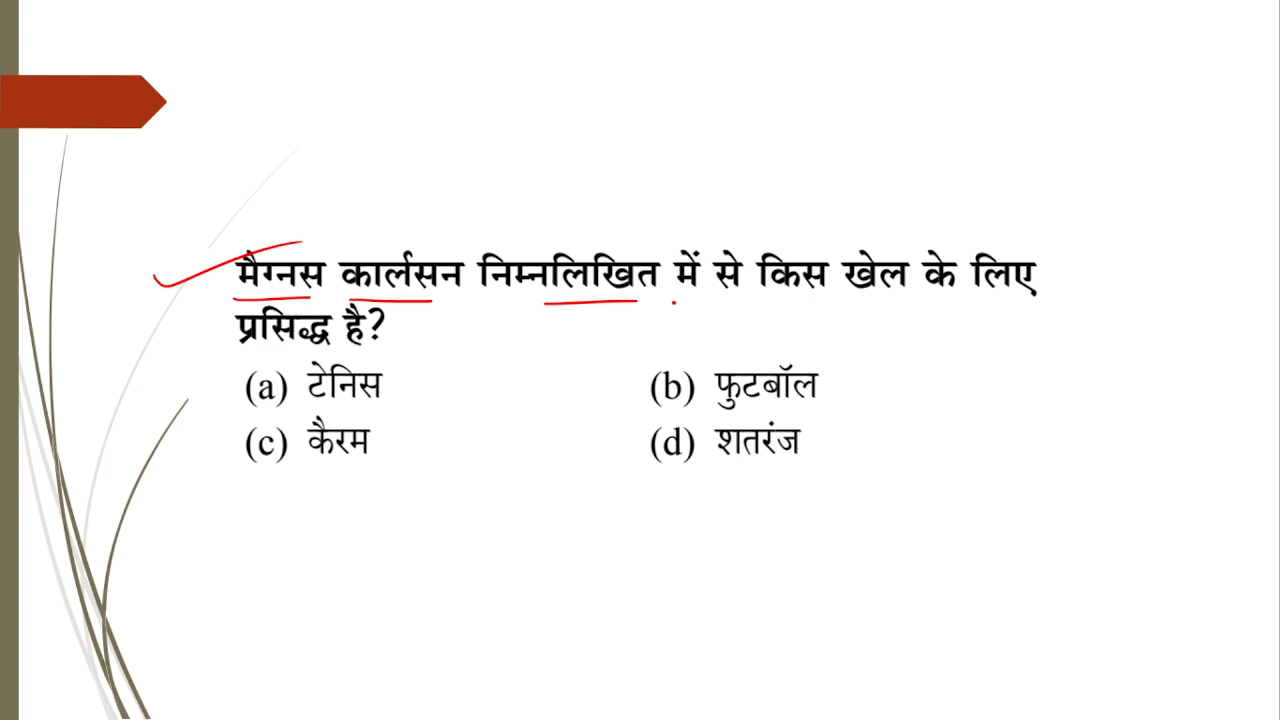 मैग्नस कार्लसन निम्नलिखित में से किस खेल के लिए
प्रसिद्ध है?
(a) टेनिस (b) फुटबॉल
(c) कैरम (d) शतरंज